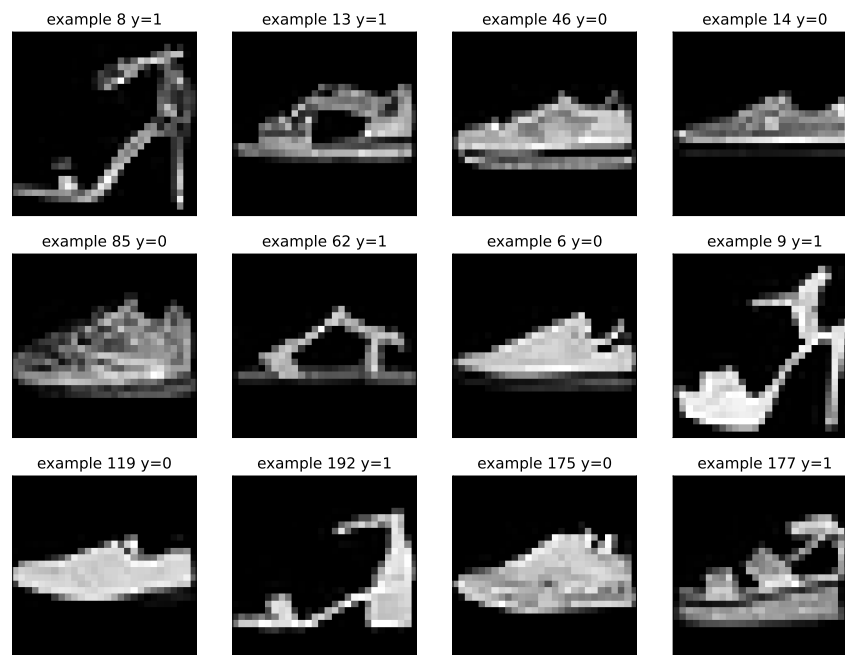 example 8 y=1
example 13 y=1
example 46 y=0
example 14 y=0
example 85 y=0
example 62 y=1
example 6 y=0
example 9 y=1
example 119 y=0
example 192 y=1
example 175 y=0
example 177 y=1